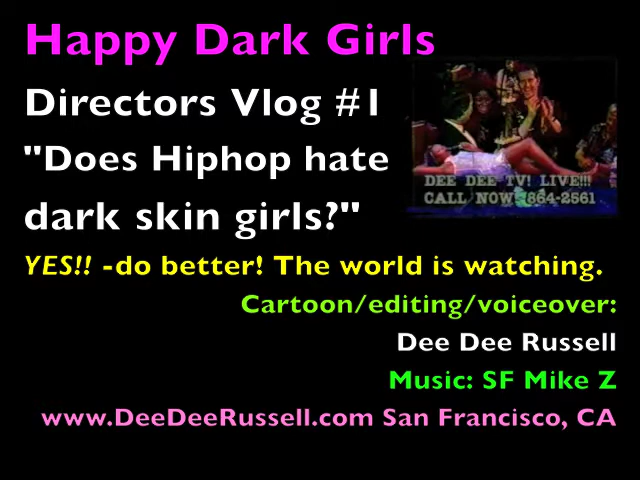 Happy Dark Girls
Directors Vlog #1
"Does Hiphop hate
dark skin girls?"
DEE DEE TV! LIVE!!!
CALL NOW! 864-2561
YES!! -do better! The world is watching.
Cartoon/editing/voiceover:
Dee Dee Russell
Music: SF Mike Z
www.DeeDeeRussell.com San Francisco, CA